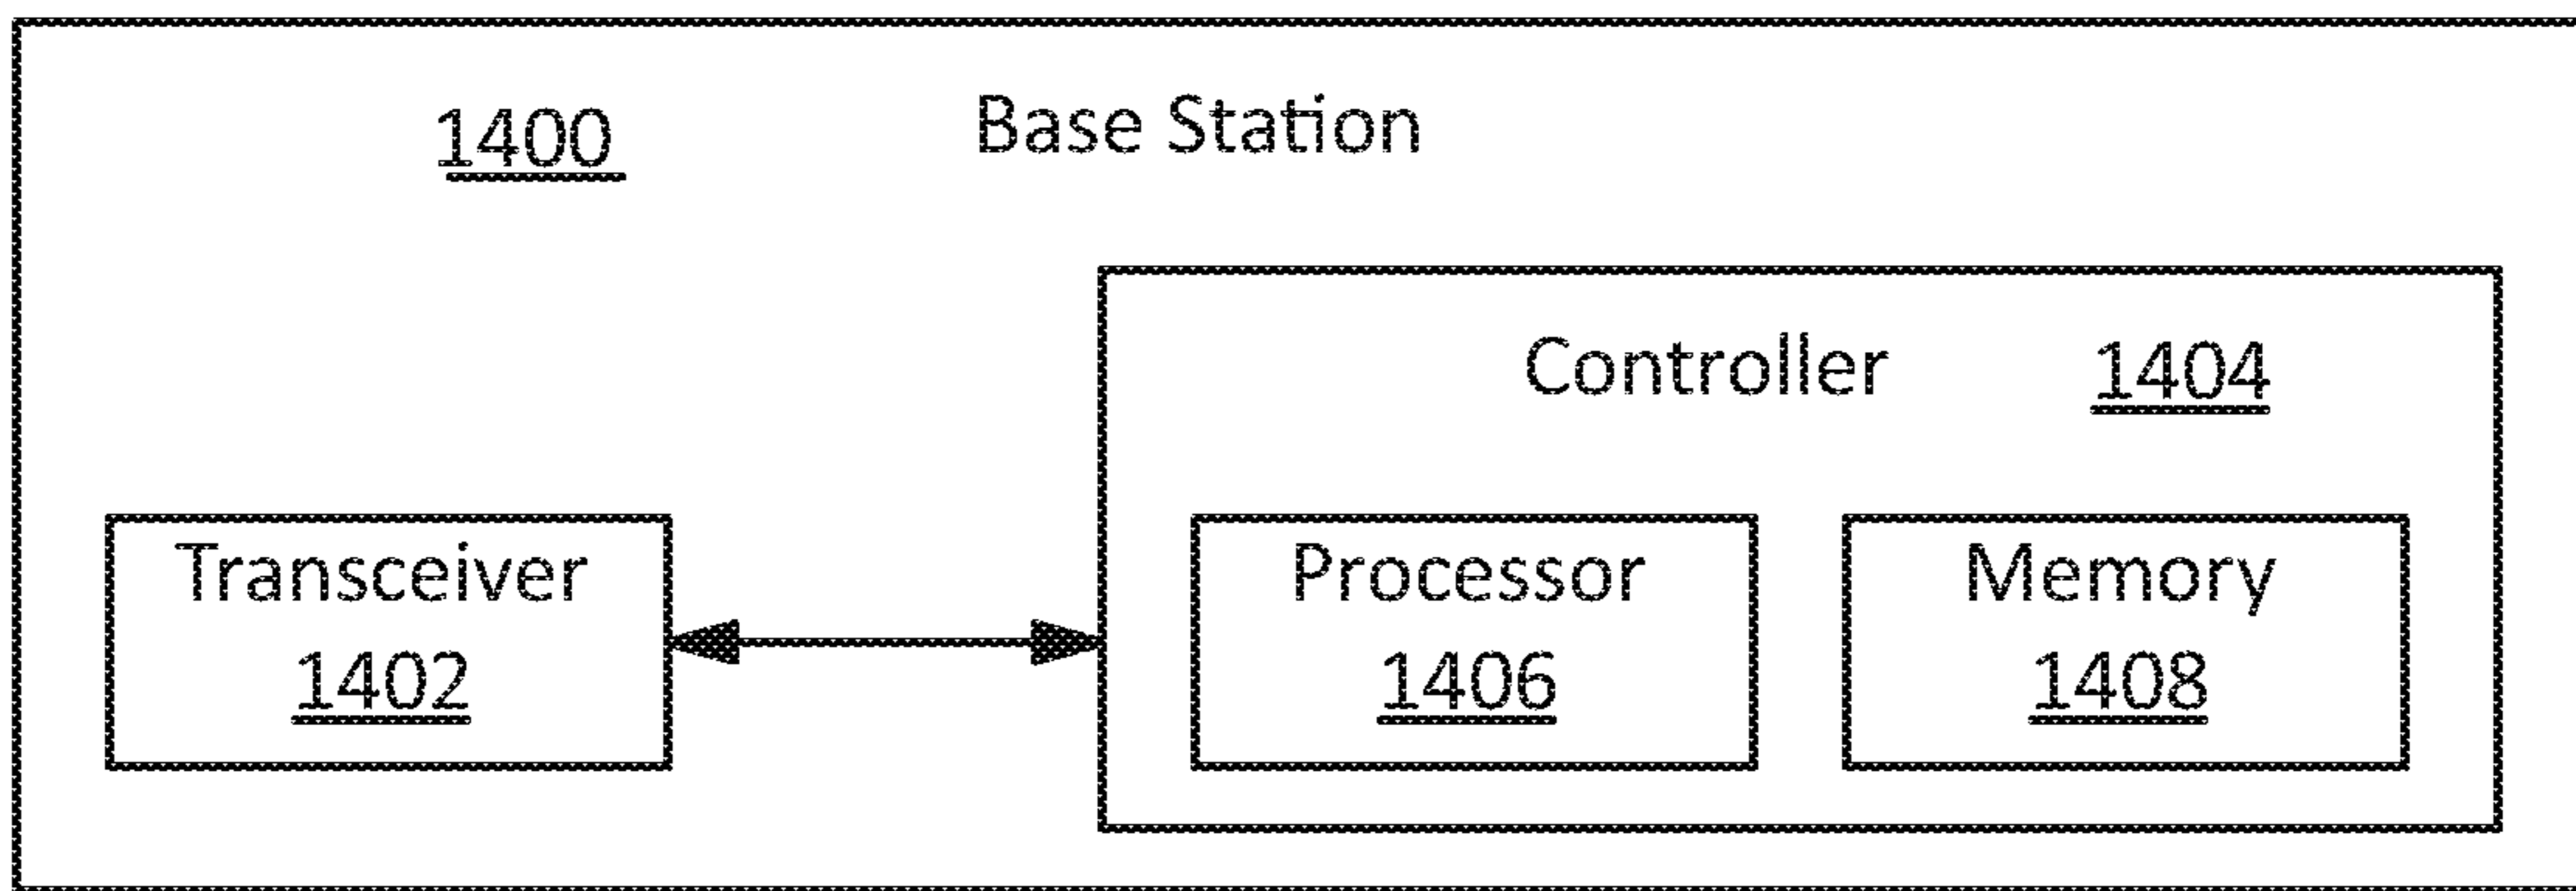 1400 Base Station
Controller 1404
Transceiver
1402
Processor
1406
Memory
1408